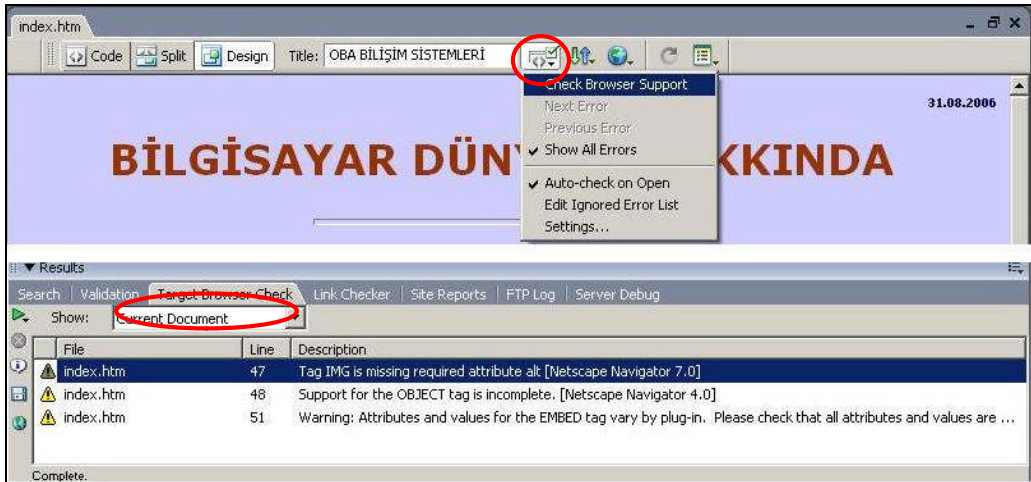 index.htm
Code Split Design Title: OBA BİLİŞİM SİSTEMLERİ
Check Browser Support
Next Error
Previous Error
Show All Errors
Auto-check on Open
Edit Ignored Error List
Settings...
31.08.2006
BİLGİSAYAR DÜN KKINDA
Results
Search Validation Target Browser Check Link Checker Site Reports FTP Log Server Debug
Show: Current Document
File Line Description
index.htm 47 Tag IMG is missing required attribute alt [Netscape Navigator 7.0]
index.htm 48 Support for the OBJECT tag is incomplete. [Netscape Navigator 4.0]
index.htm 51 Warning: Attributes and values for the EMBED tag vary by plug-in. Please check that all attributes and values are ...
Complete.